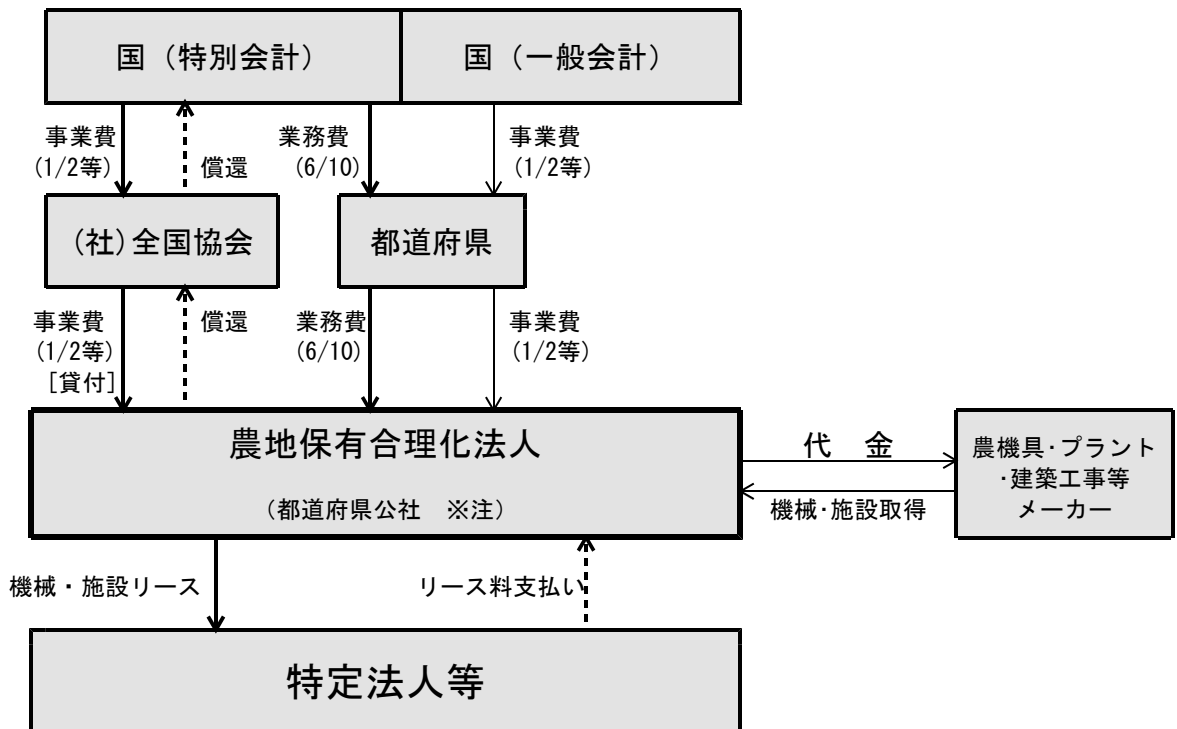 国（特別会計）
国（一般会計）
事業費
(1/2等)
償還
業務費
(6/10)
事業費
(1/2等)
(社)全国協会
都道府県
事業費
(1/2等)
[貸付]
償還
業務費
(6/10)
事業費
(1/2等)
農地保有合理化法人
（都道府県公社　※注）
代　金
機械･施設取得
農機具･プラント
･建築工事等
メーカー
機械・施設リース
リース料支払い
特定法人等